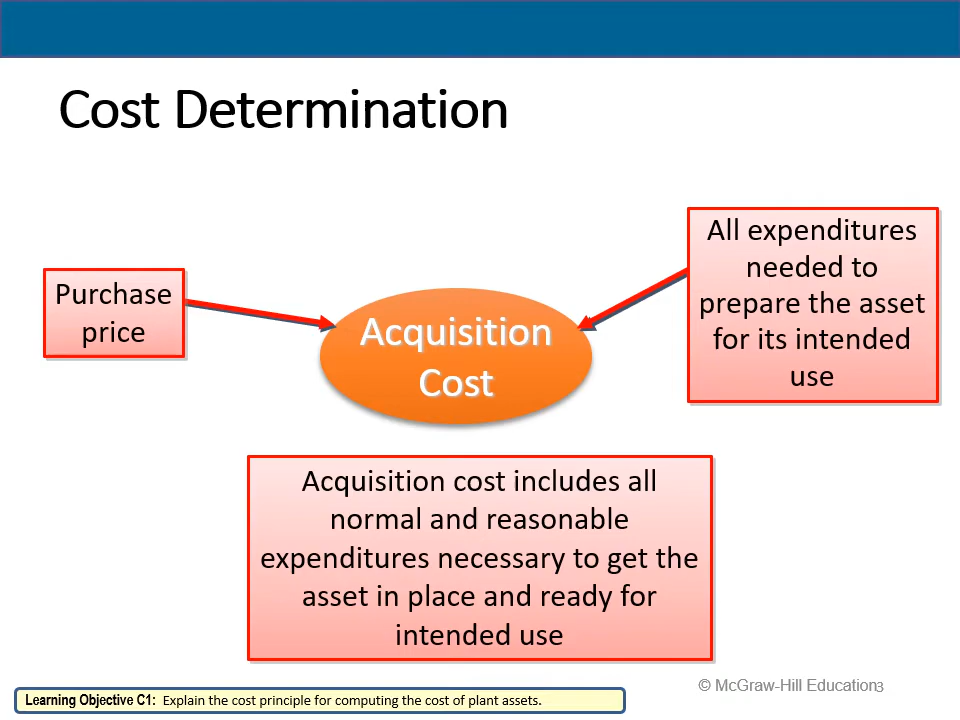 Cost Determination
Purchase
price
Acquisition
Cost
All expenditures
needed to
prepare the asset
for its intended
use
Acquisition cost includes all
normal and reasonable
expenditures necessary to get the
asset in place and ready for
intended use
Learning Objective C1: Explain the cost principle for computing the cost of plant assets.
© McGraw-Hill Education3